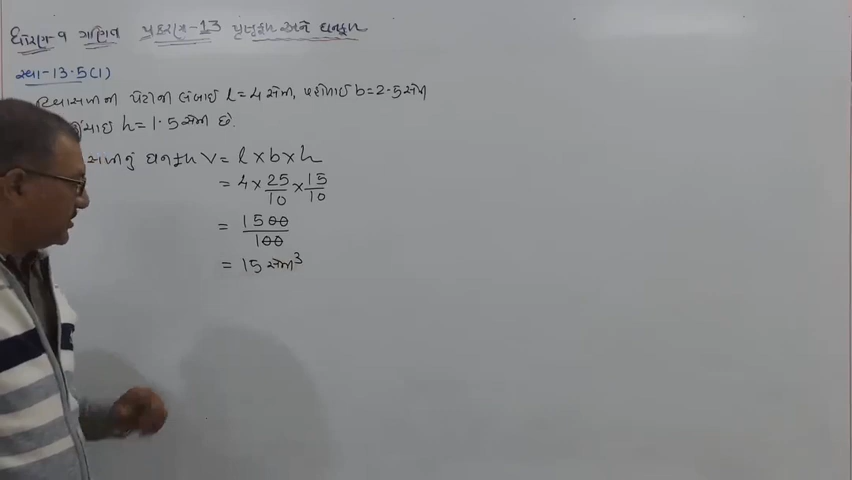 ધોરણ-૧ ગણિત પ્રકરણ-13 પૃષ્ઠફળ અને ઘનફળ
સ્વા-13.5(1)
દિવાસળીની પેટીની લંબાઈ l = 4 સેમી, પહોળાઈ b = 2.5 સેમી
ઊંચાઈ h = 1.5 સેમી છે.
ઘનફળ V = l × b × h
= 4 × 25/10 × 15/10
= 1500/100
= 15 સેમી³